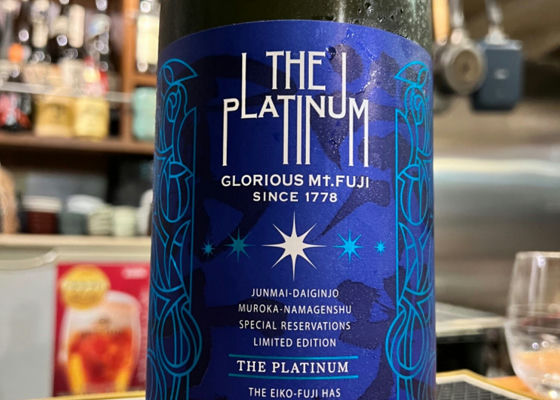 THE
PLATINUM
GLORIOUS Mt.FUJI
SINCE 1778
JUNMAI-DAIGINJO
MUROKA-NAMAGENSHU
SPECIAL RESERVATIONS
LIMITED EDITION
THE PLATINUM
THE EIKO-FUJI HAS